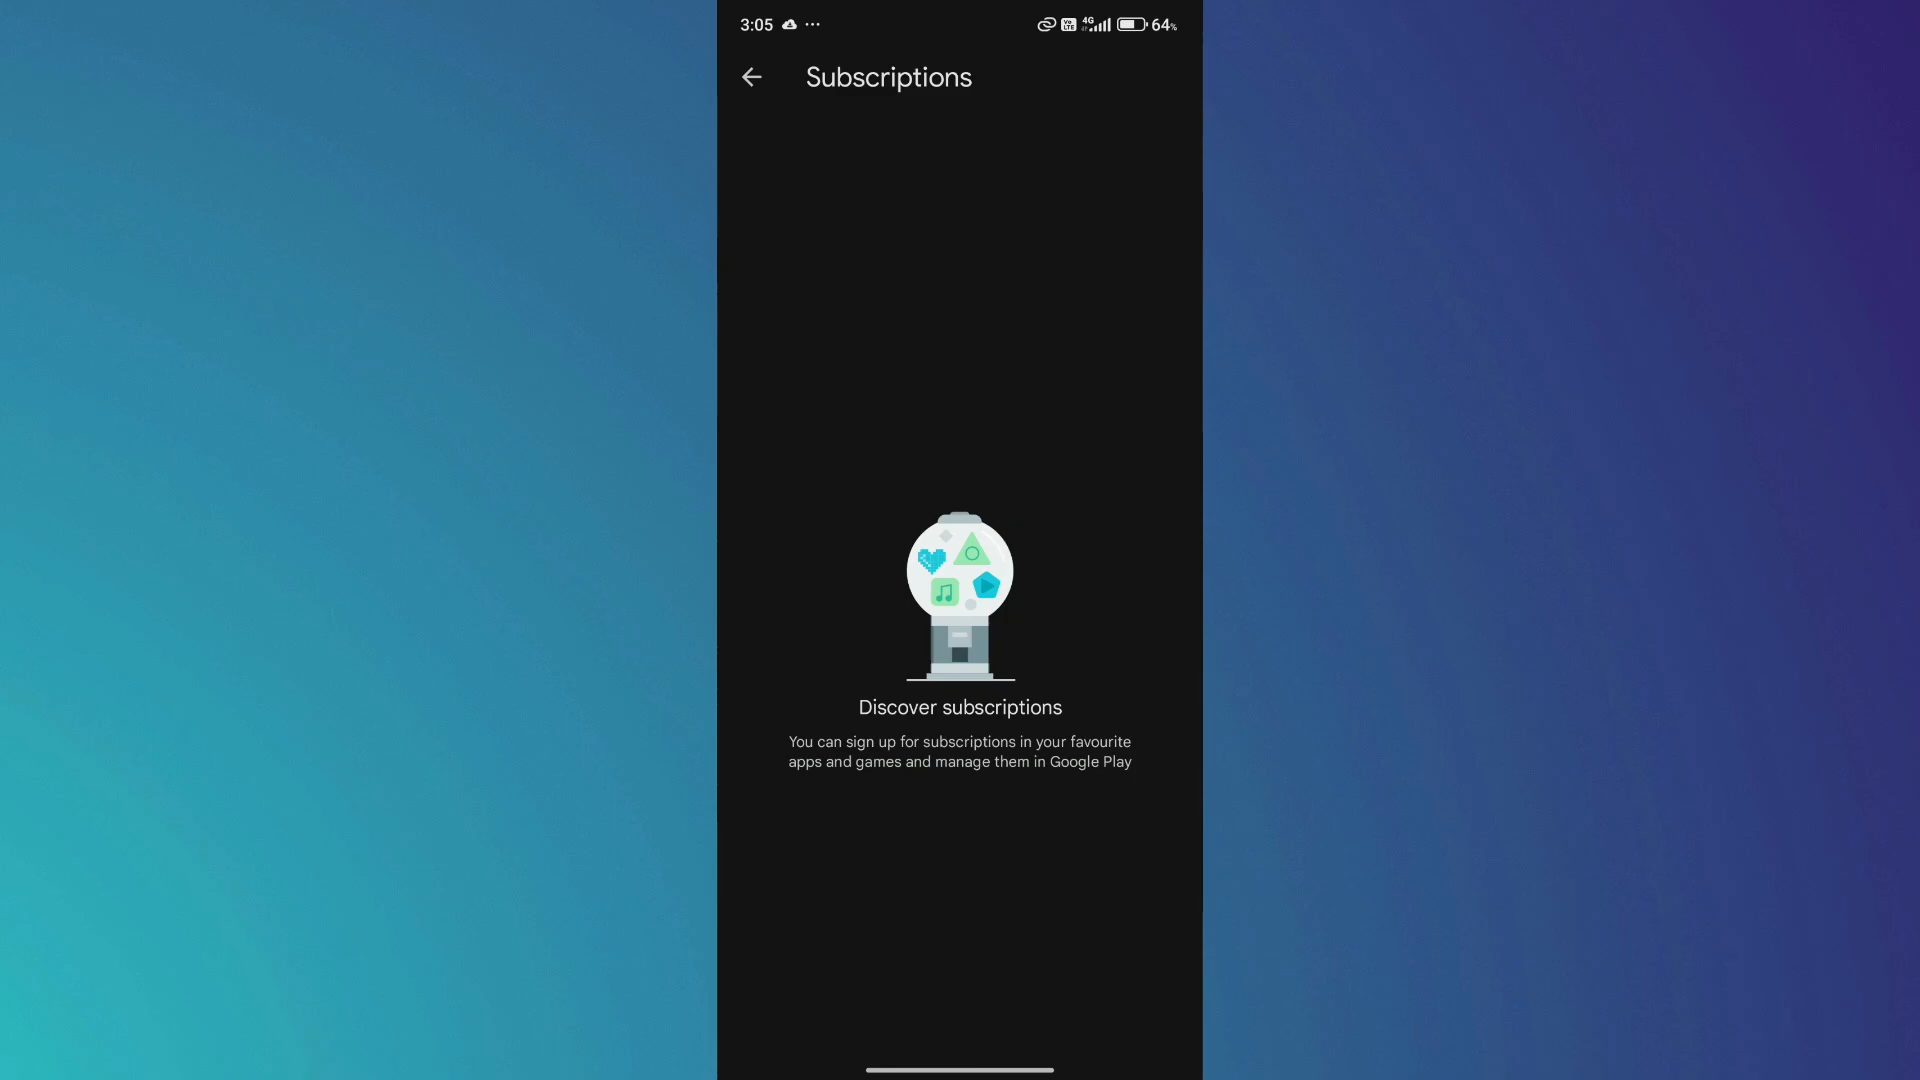 3:05 ... 4G 64%
Subscriptions
Discover subscriptions
You can sign up for subscriptions in your favourite
apps and games and manage them in Google Play